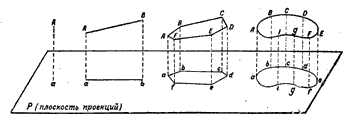 A
A B
A B C D E F
A B C D E F g i
a
a b
a b c d e f
a b c d e f g i
P (плоскость проекций)